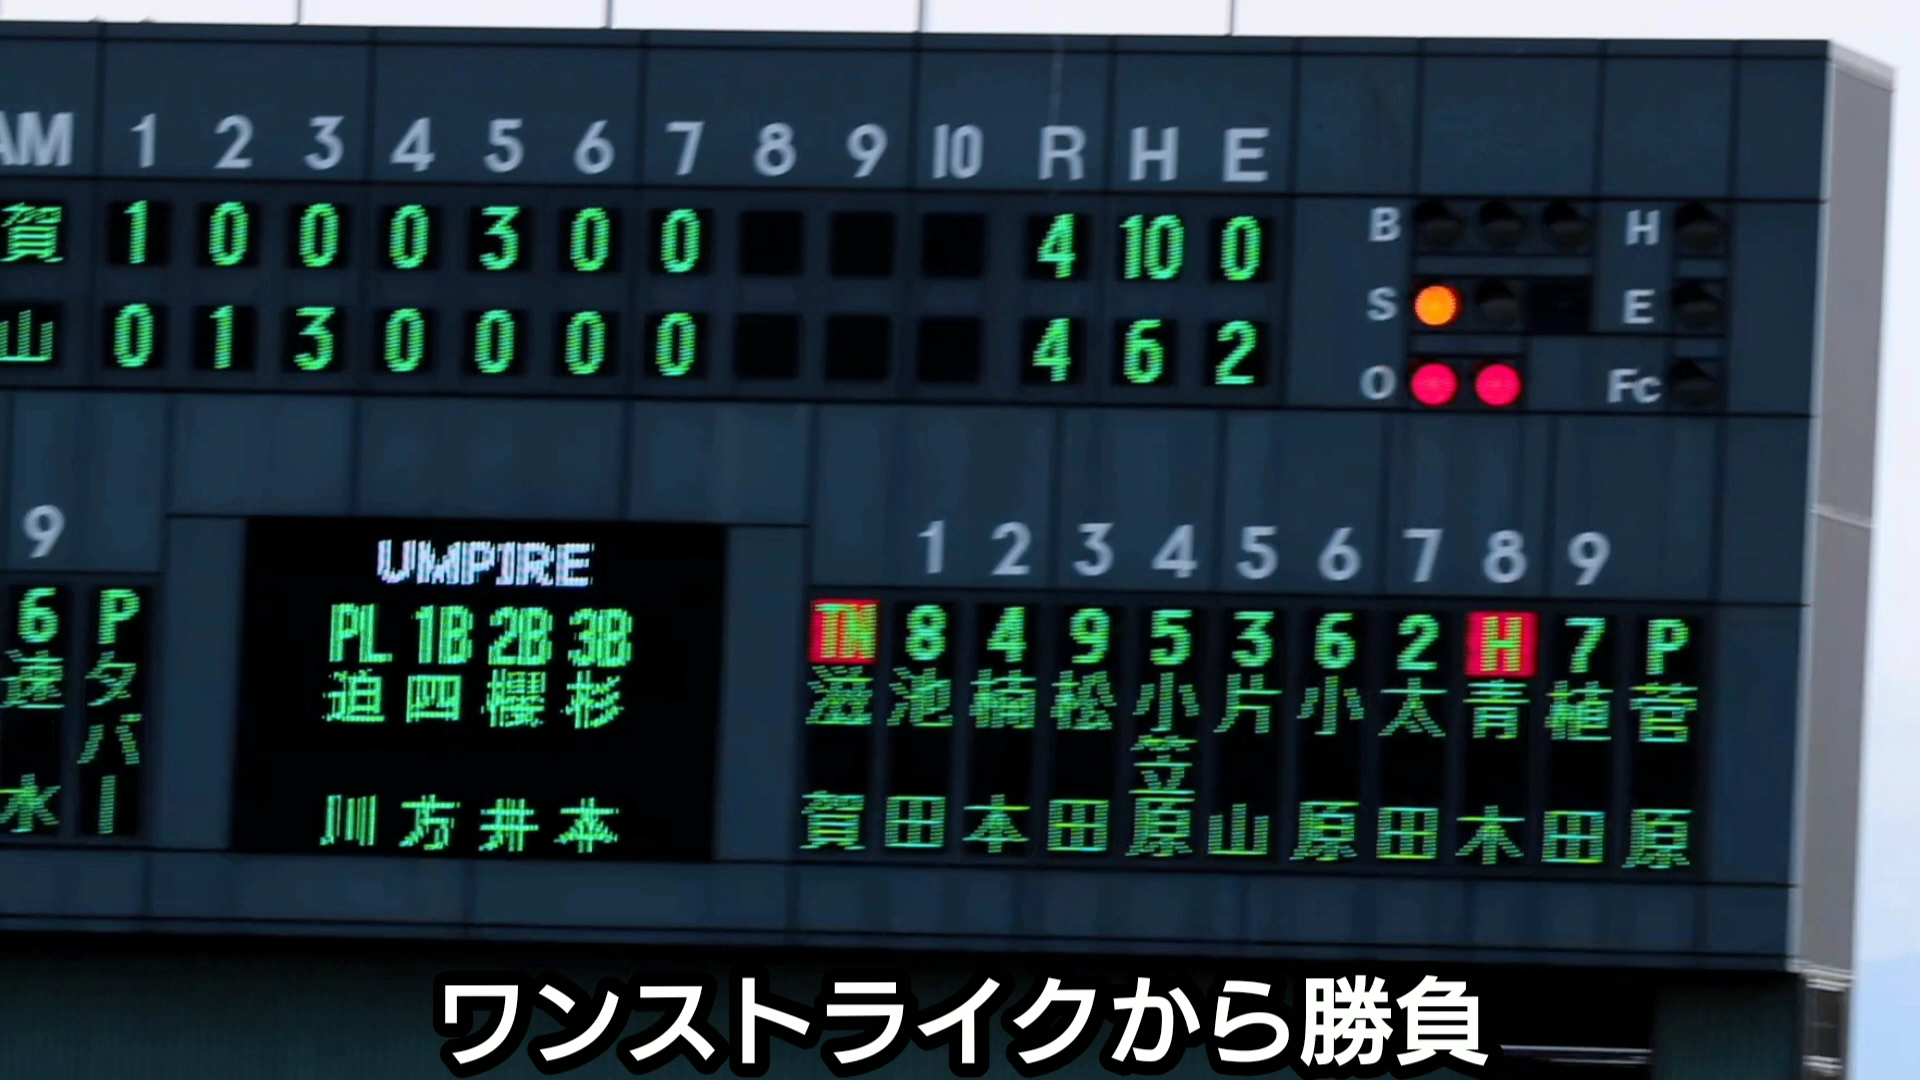 AM 1 2 3 4 5 6 7 8 9 10 R H E
賀 1 0 0 0 3 0 0 4 10 0 B H
山 0 1 3 0 0 0 0 4 6 2 S E
O Fc
9
6 P
遠水 タバー
UMPIRE
PL 1B 2B 3B
迫川 四方 櫻井 杉本
1 2 3 4 5 6 7 8 9
TM 8 4 9 5 3 6 2 H 7 P
滋賀 池田 楠本 松田 小笠原 片山 小原 太田 青木 植田 菅原
ワンストライクから勝負